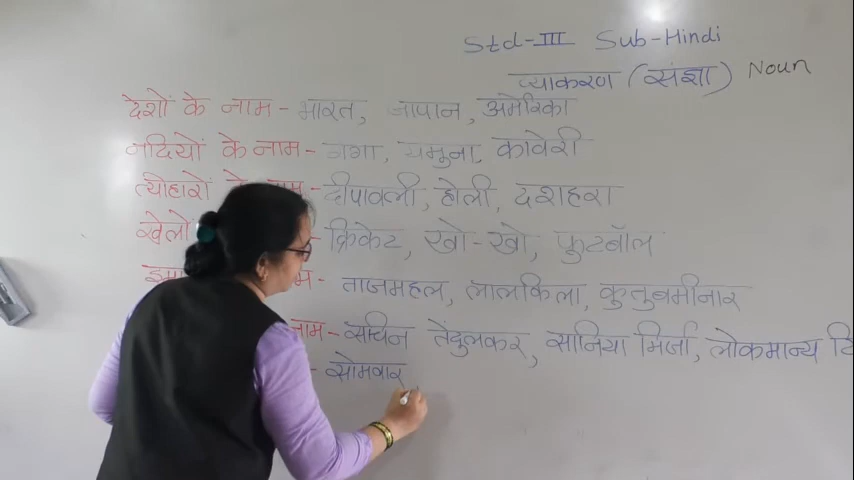 Std-III Sub-Hindi
व्याकरण (संज्ञा) Noun
देशों के नाम - भारत, जापान, अमेरिका
नदियों के नाम - गंगा, यमुना, कावेरी
त्योहारों के नाम - दीपावली, होली, दशहरा
खेलों - क्रिकेट, खो-खो, फुटबॉल
- ताजमहल, लालकिला, कुतुबमीनार
नाम - सचिन तेंदुलकर, सानिया मिर्जा, लोकमान्य
- सोमवार